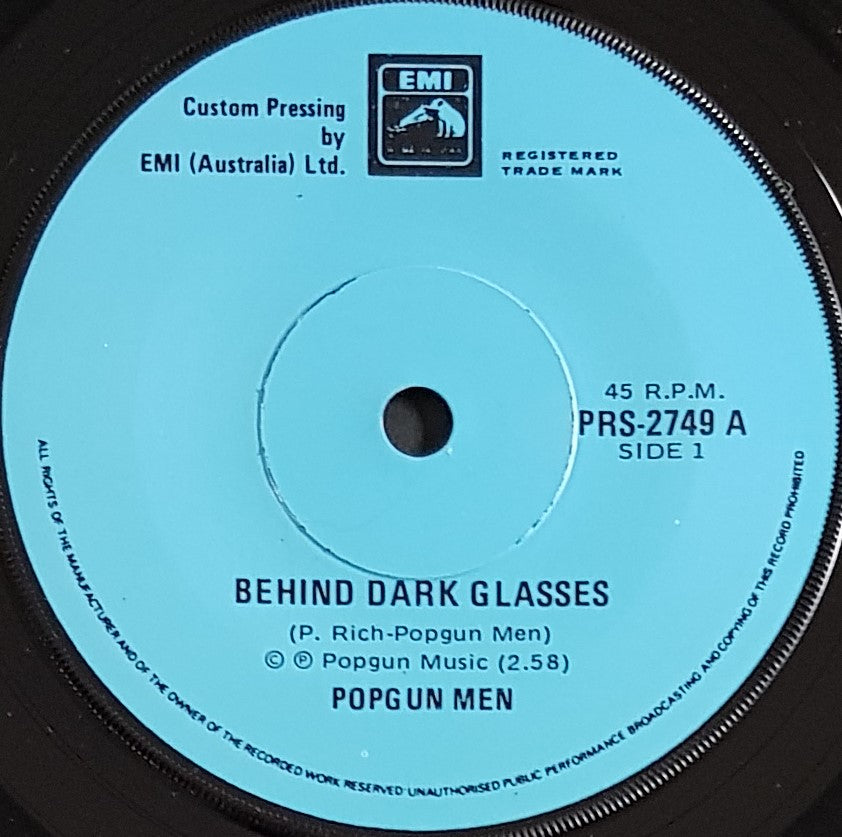 EMI
Custom Pressing
by
EMI (Australia) Ltd.
REGISTERED
TRADE MARK
45 R.P.M.
PRS-2749 A
SIDE 1
BEHIND DARK GLASSES
(P. Rich-Popgun Men)
© ℗ Popgun Music (2.58)
POPGUN MEN
ALL RIGHTS OF THE MANUFACTURER AND OF THE OWNER OF THE RECORDED WORK RESERVED·UNAUTHORISED PUBLIC PERFORMANCE BROADCASTING AND COPYING OF THIS RECORD PROHIBITED